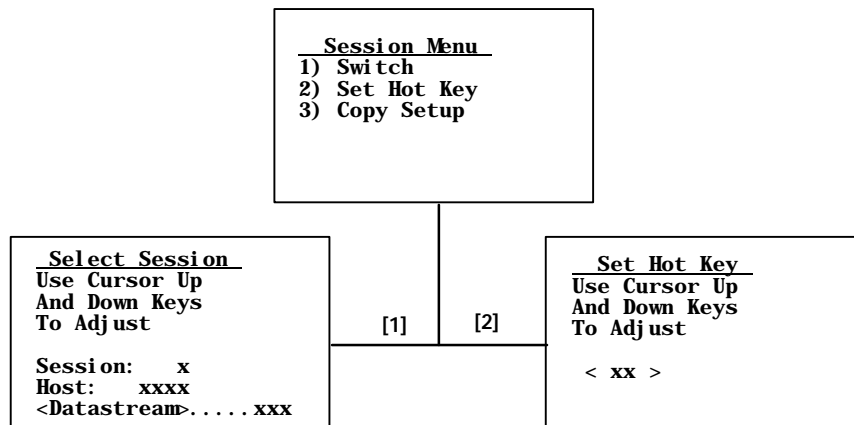 Session Menu
1) Switch
2) Set Hot Key
3) Copy Setup
Select Session
Use Cursor Up
And Down Keys
To Adjust
Session: x
Host: xxxx
<Datastream>.....xxx
[1]
[2]
Set Hot Key
Use Cursor Up
And Down Keys
To Adjust
< xx >